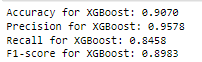 Accuracy for XGBoost: 0.9070
Precision for XGBoost: 0.9578
Recall for XGBoost: 0.8458
F1-score for XGBoost: 0.8983